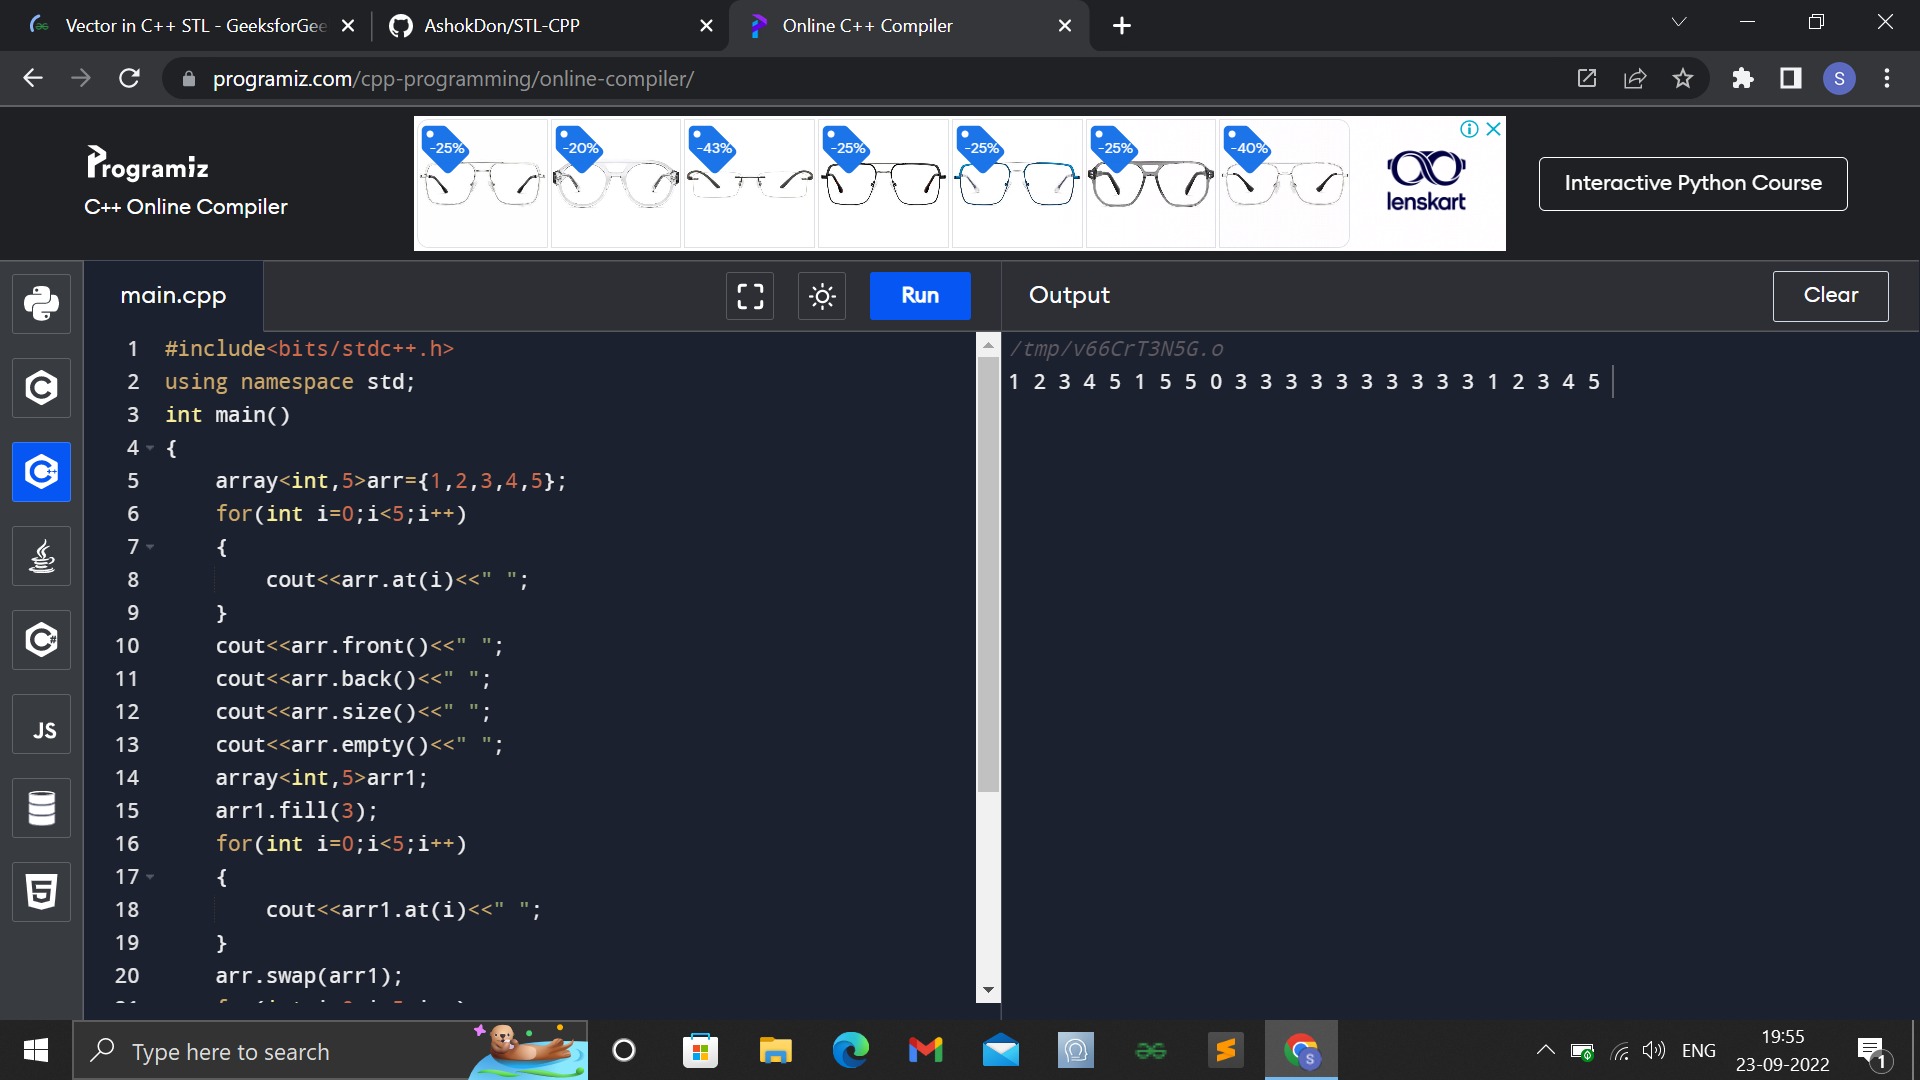 Vector in C++ STL - GeeksforGee
AshokDon/STL-CPP
Online C++ Compiler
programiz.com/cpp-programming/online-compiler/
S
Programiz
C++ Online Compiler
-25%
-20%
-43%
-25%
-25%
-25%
-40%
lenskart
Interactive Python Course
main.cpp
Run
Output
Clear
1 #include<bits/stdc++.h>
2 using namespace std;
3 int main()
4 {
5 array<int,5>arr={1,2,3,4,5};
6 for(int i=0;i<5;i++)
7 {
8 cout<<arr.at(i)<<" ";
9 }
10 cout<<arr.front()<<" ";
11 cout<<arr.back()<<" ";
12 cout<<arr.size()<<" ";
13 cout<<arr.empty()<<" ";
14 array<int,5>arr1;
15 arr1.fill(3);
16 for(int i=0;i<5;i++)
17 {
18 cout<<arr1.at(i)<<" ";
19 }
20 arr.swap(arr1);
/tmp/v66CrT3N5G.o
1 2 3 4 5 1 5 5 0 3 3 3 3 3 3 3 3 3 3 1 2 3 4 5
JS
Type here to search
ENG
19:55
23-09-2022
1